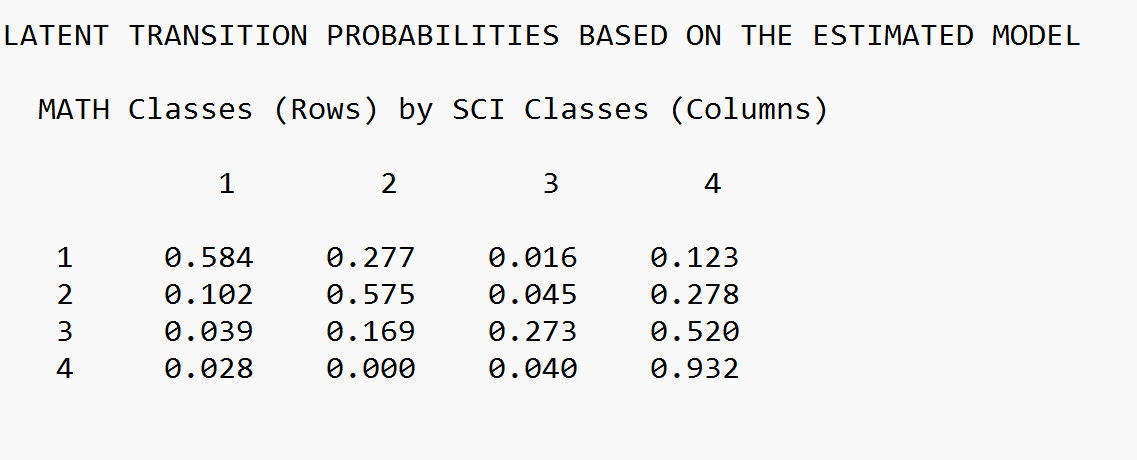 LATENT TRANSITION PROBABILITIES BASED ON THE ESTIMATED MODEL
MATH Classes (Rows) by SCI Classes (Columns)
1 2 3 4
1 0.584 0.277 0.016 0.123
2 0.102 0.575 0.045 0.278
3 0.039 0.169 0.273 0.520
4 0.028 0.000 0.040 0.932